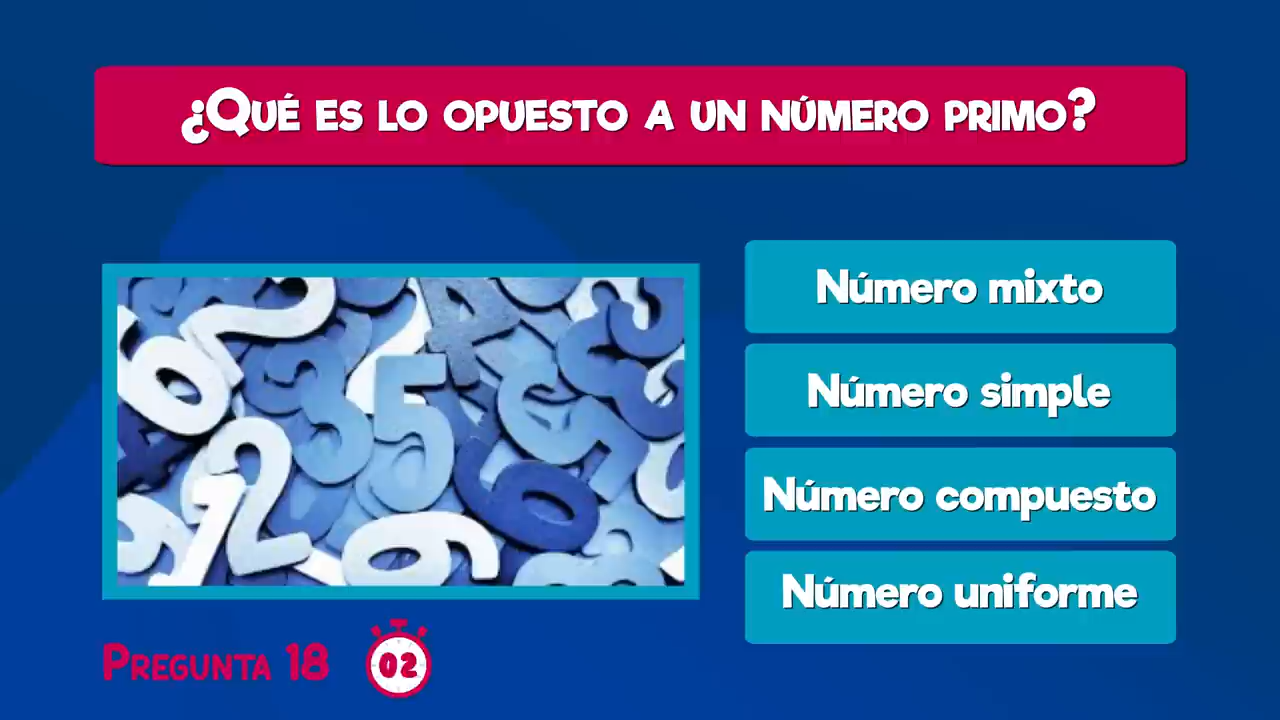 ¿Qué es lo opuesto a un número primo?
Número mixto
Número simple
Número compuesto
Número uniforme
Pregunta 18
02